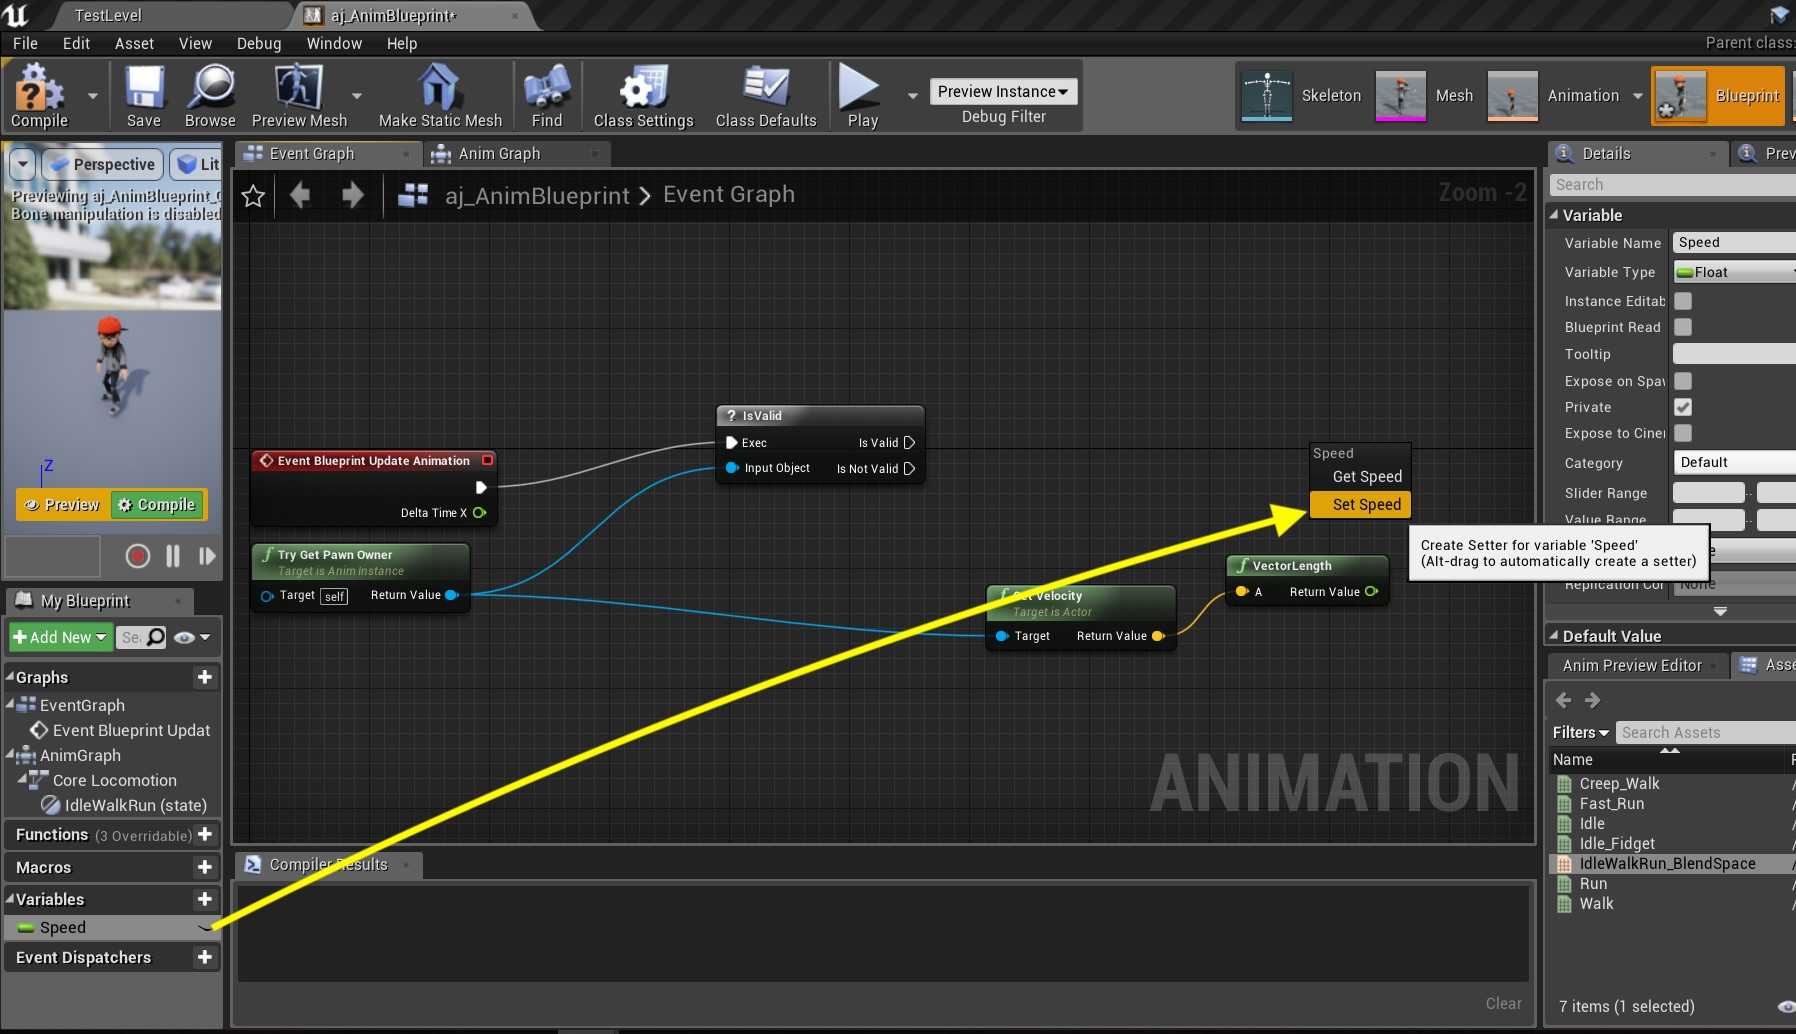 TestLevel
aj_AnimBlueprint*
File Edit Asset View Debug Window Help
Parent class:
Compile
Save
Browse
Preview Mesh
Make Static Mesh
Find
Class Settings
Class Defaults
Play
Preview Instance
Debug Filter
Skeleton
Mesh
Animation
Blueprint
Perspective
Lit
Previewing aj_AnimBlueprint_
Bone manipulation is disabled
Z
Preview
Compile
My Blueprint
Add New
Se
Graphs
EventGraph
Event Blueprint Updat
AnimGraph
Core Locomotion
IdleWalkRun (state)
Functions (3 Overridable)
Macros
Variables
Speed
Event Dispatchers
Event Graph
Anim Graph
aj_AnimBlueprint > Event Graph
Zoom -2
? IsValid
Exec Is Valid
Input Object Is Not Valid
Event Blueprint Update Animation
Delta Time X
f Try Get Pawn Owner
Target is Anim Instance
Target self Return Value
Velocity
Target is Actor
Target Return Value
f VectorLength
A Return Value
Speed
Get Speed
Set Speed
Create Setter for variable 'Speed'
(Alt-drag to automatically create a setter)
ANIMATION
Compiler Results
Clear
Details
Prev
Search
Variable
Variable Name Speed
Variable Type Float
Instance Editab
Blueprint Read
Tooltip
Expose on Spaw
Private
Expose to Ciner
Category Default
Slider Range
Value Range
Replication Co None
Default Value
Anim Preview Editor
Asse
Filters Search Assets
Name
Creep_Walk
Fast_Run
Idle
Idle_Fidget
IdleWalkRun_BlendSpace
Run
Walk
7 items (1 selected)